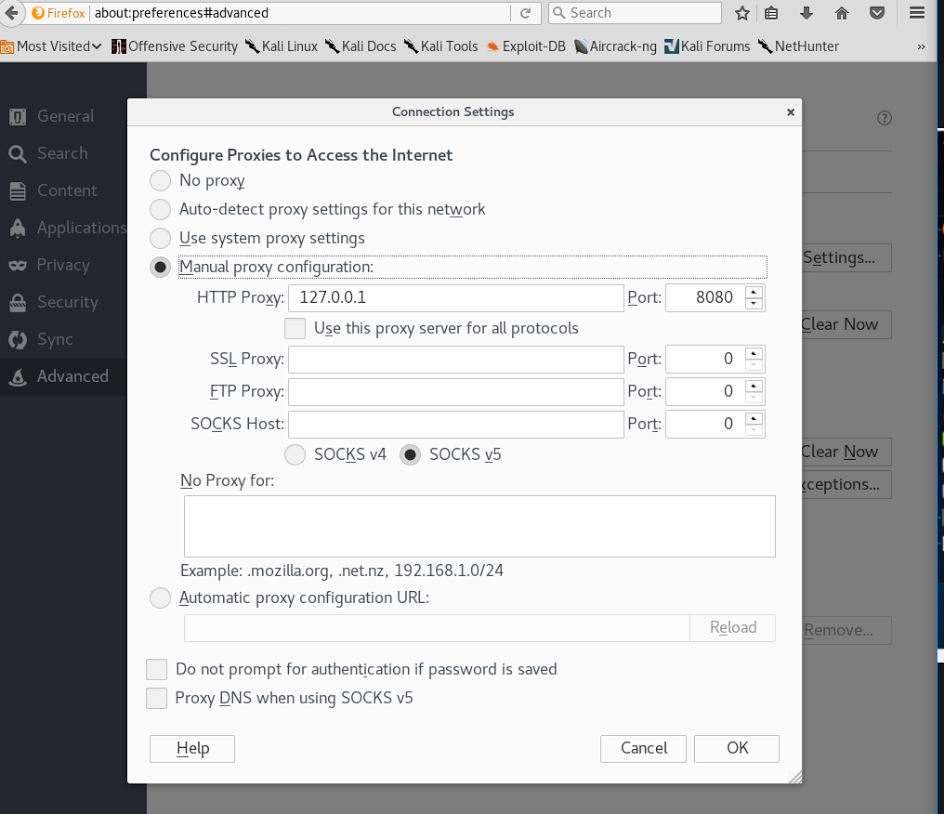 Firefox about:preferences#advanced Search
Most Visited Offensive Security Kali Linux Kali Docs Kali Tools Exploit-DB Aircrack-ng Kali Forums NetHunter »
General
Search
Content
Applications
Privacy
Security
Sync
Advanced
Connection Settings
Configure Proxies to Access the Internet
No proxy
Auto-detect proxy settings for this network
Use system proxy settings
Manual proxy configuration:
HTTP Proxy: 127.0.0.1 Port: 8080
Use this proxy server for all protocols
SSL Proxy: Port: 0
FTP Proxy: Port: 0
SOCKS Host: Port: 0
SOCKS v4 SOCKS v5
No Proxy for:
Example: .mozilla.org, .net.nz, 192.168.1.0/24
Automatic proxy configuration URL:
Reload
Do not prompt for authentication if password is saved
Proxy DNS when using SOCKS v5
Help Cancel OK
?
Settings...
Clear Now
Clear Now
xceptions...
Remove...